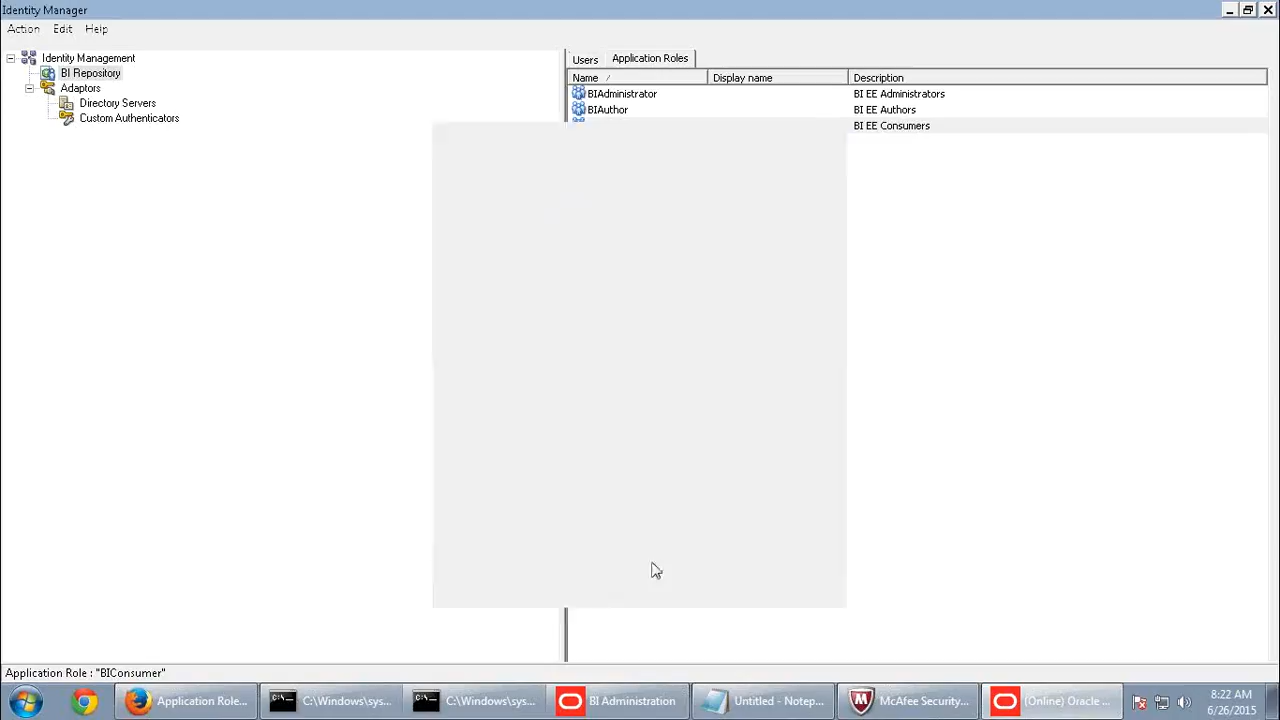 Identity Manager
Action Edit Help
Identity Management
BI Repository
Adaptors
Directory Servers
Custom Authenticators
Users Application Roles
Name Display name Description
BIAdministrator BI EE Administrators
BIAuthor BI EE Authors
BI EE Consumers
Application Role : "BIConsumer"
Application Role... C:\Windows\sys... C:\Windows\sys... BI Administration Untitled - Notep... McAfee Security... (Online) Oracle ... 8:22 AM
6/26/2015